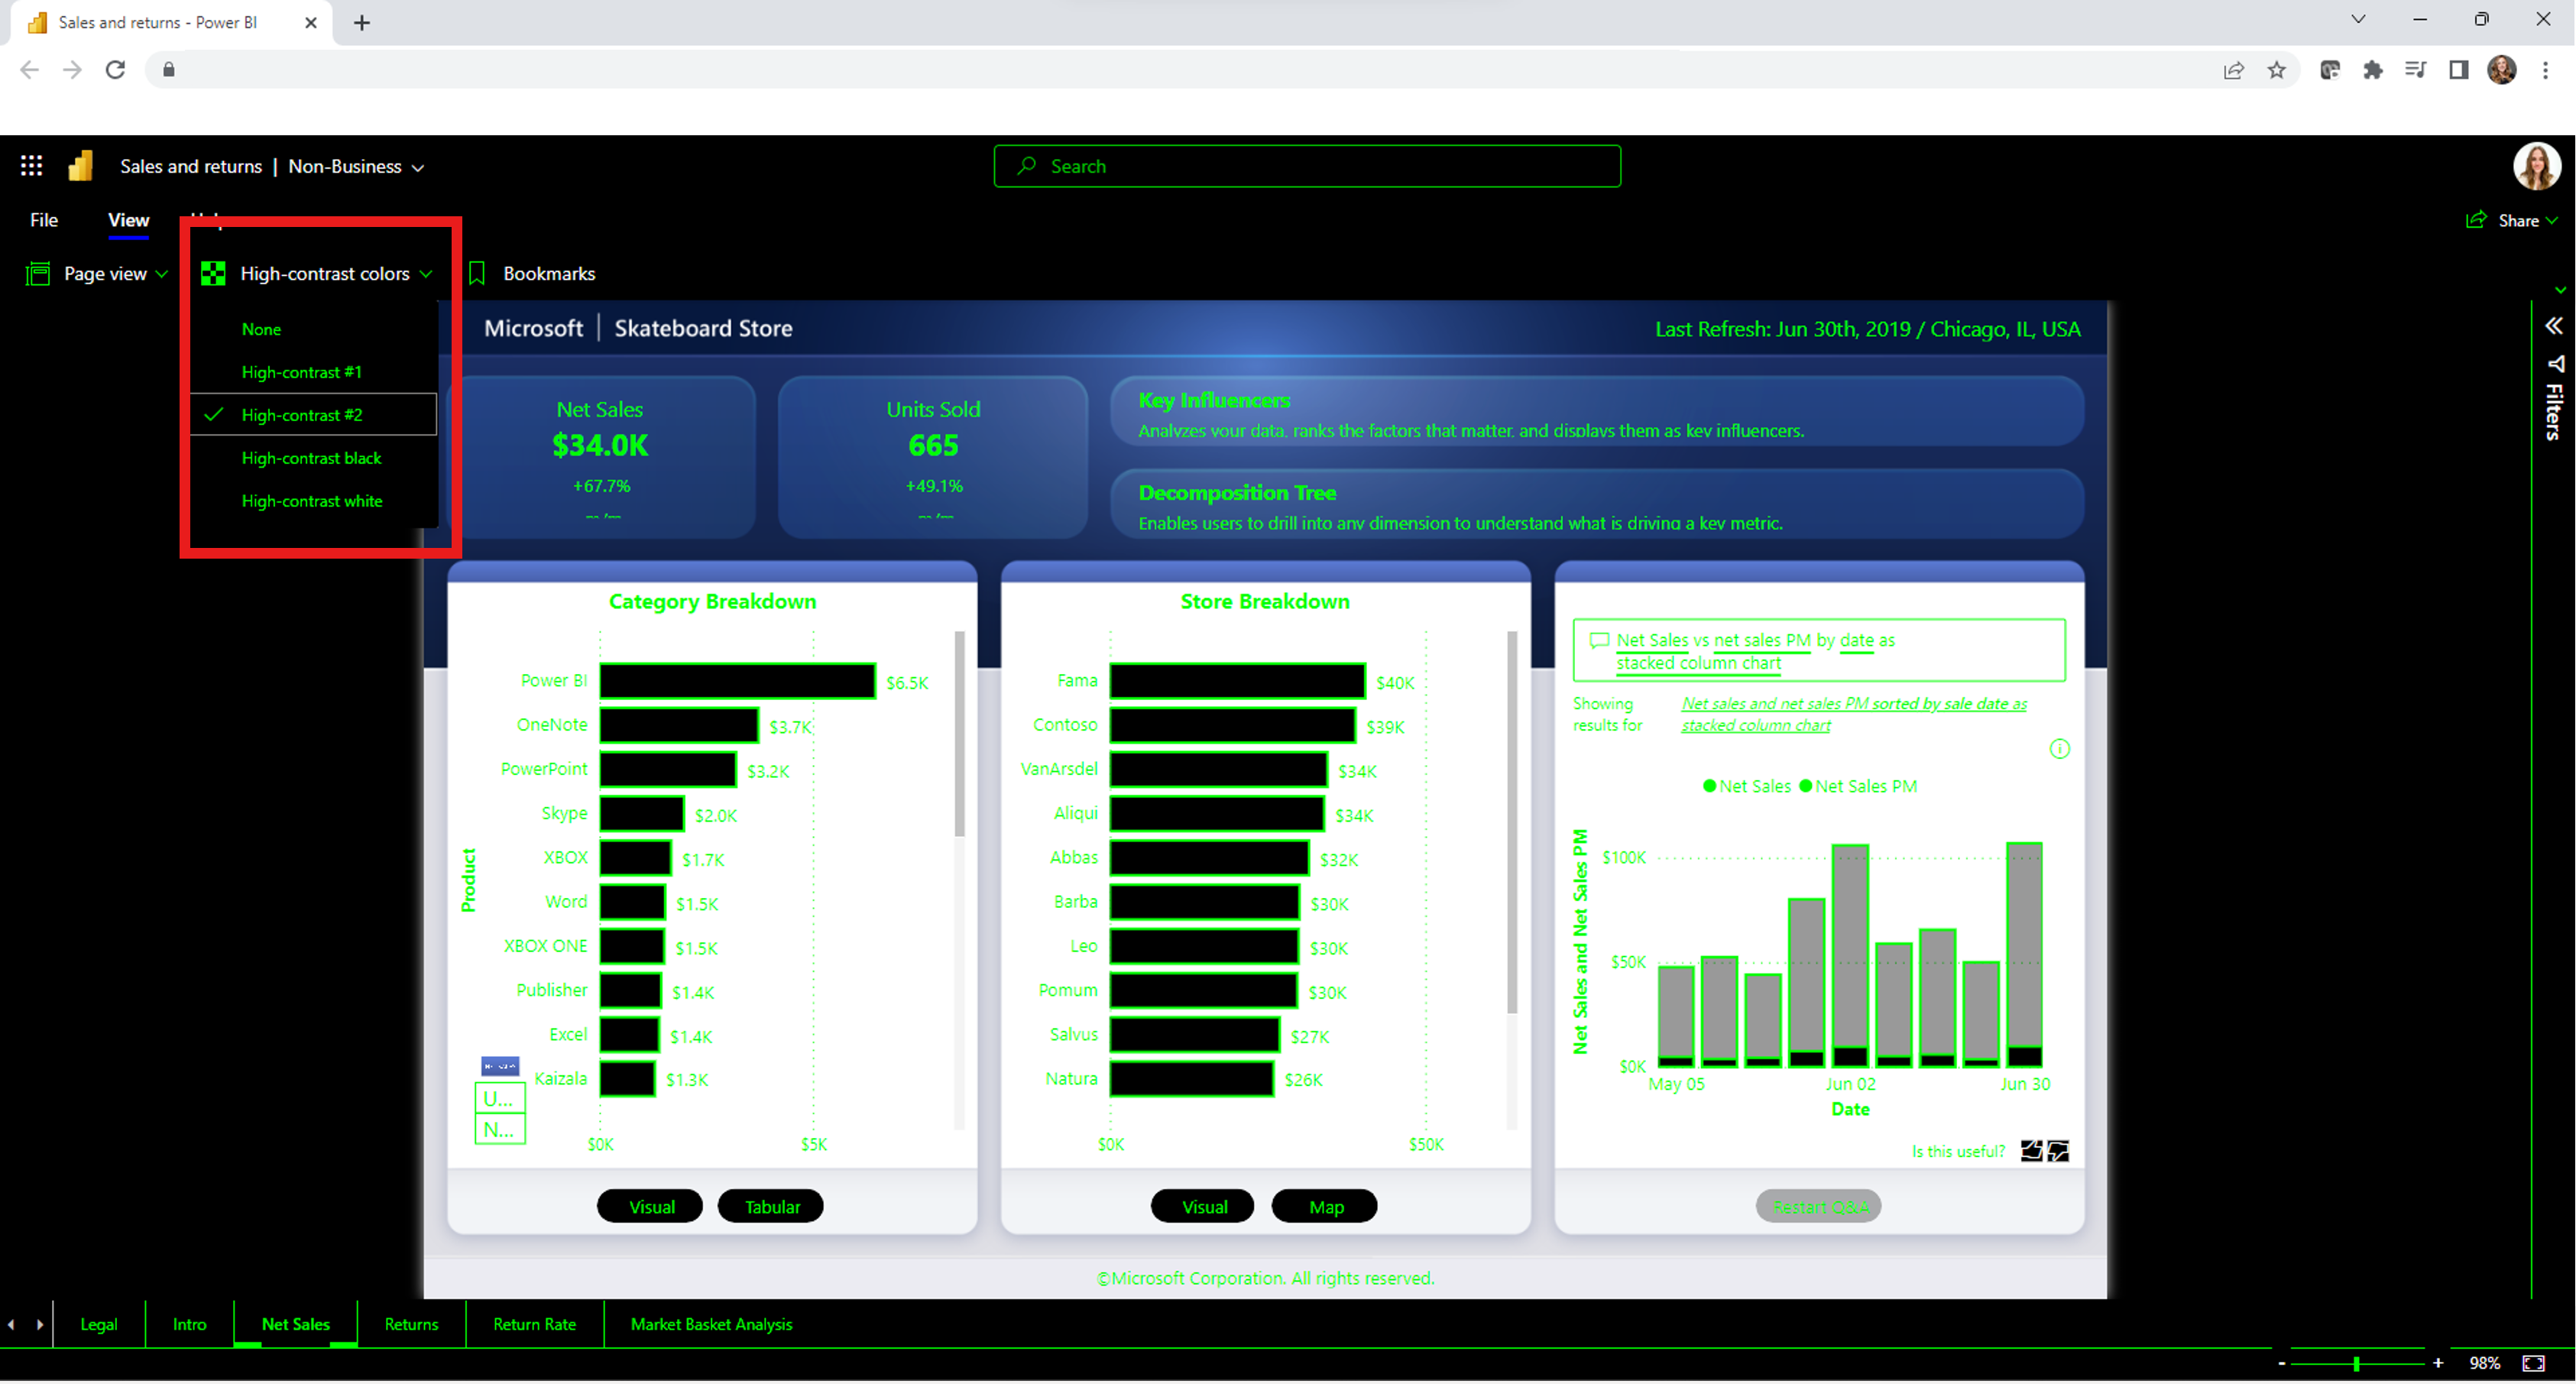 Sales and returns - Power BI
Sales and returns | Non-Business
Search
File
View
Share
Page view
High-contrast colors
Bookmarks
None
High-contrast #1
High-contrast #2
High-contrast black
High-contrast white
Microsoft | Skateboard Store
Last Refresh: Jun 30th, 2019 / Chicago, IL, USA
Filters
Net Sales
$34.0K
+67.7%
Units Sold
665
+49.1%
Key Influencers
Analyzes your data, ranks the factors that matter, and displays them as key influencers.
Decomposition Tree
Enables users to drill into any dimension to understand what is driving a key metric.
Category Breakdown
Product
Power BI $6.5K
OneNote $3.7K
PowerPoint $3.2K
Skype $2.0K
XBOX $1.7K
Word $1.5K
XBOX ONE $1.5K
Publisher $1.4K
Excel $1.4K
Kaizala $1.3K
U...
N...
$0K $5K
Visual
Tabular
Store Breakdown
Fama $40K
Contoso $39K
VanArsdel $34K
Aliqui $34K
Abbas $32K
Barba $30K
Leo $30K
Pomum $30K
Salvus $27K
Natura $26K
$0K $50K
Visual
Map
Net Sales vs net sales PM by date as
stacked column chart
Showing
results for
Net sales and net sales PM sorted by sale date as
stacked column chart
Net Sales Net Sales PM
Net Sales and Net Sales PM
$100K
$50K
$0K
May 05 Jun 02 Jun 30
Date
Is this useful?
Restart Q&A
©Microsoft Corporation. All rights reserved.
Legal
Intro
Net Sales
Returns
Return Rate
Market Basket Analysis
- + 98%